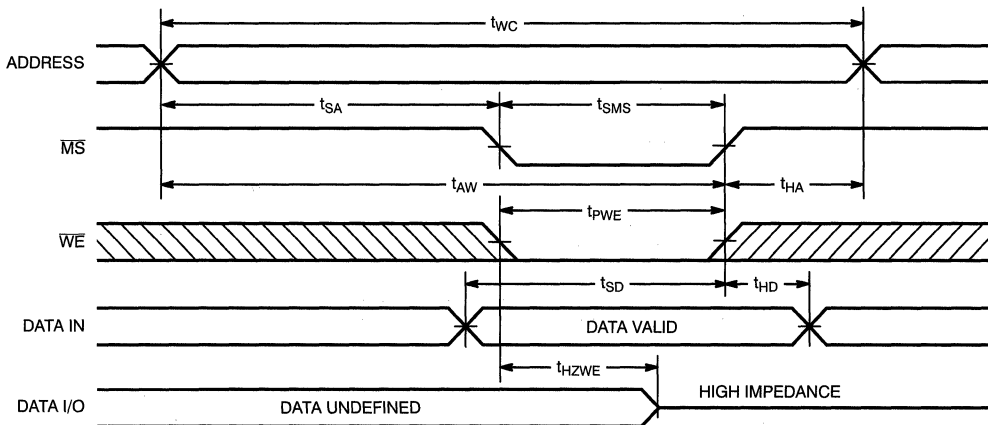 tWC
ADDRESS
tSA
tSMS
MS
tAW
tHA
tPWE
WE
tSD
tHD
DATA IN
DATA VALID
tHZWE
HIGH IMPEDANCE
DATA I/O
DATA UNDEFINED